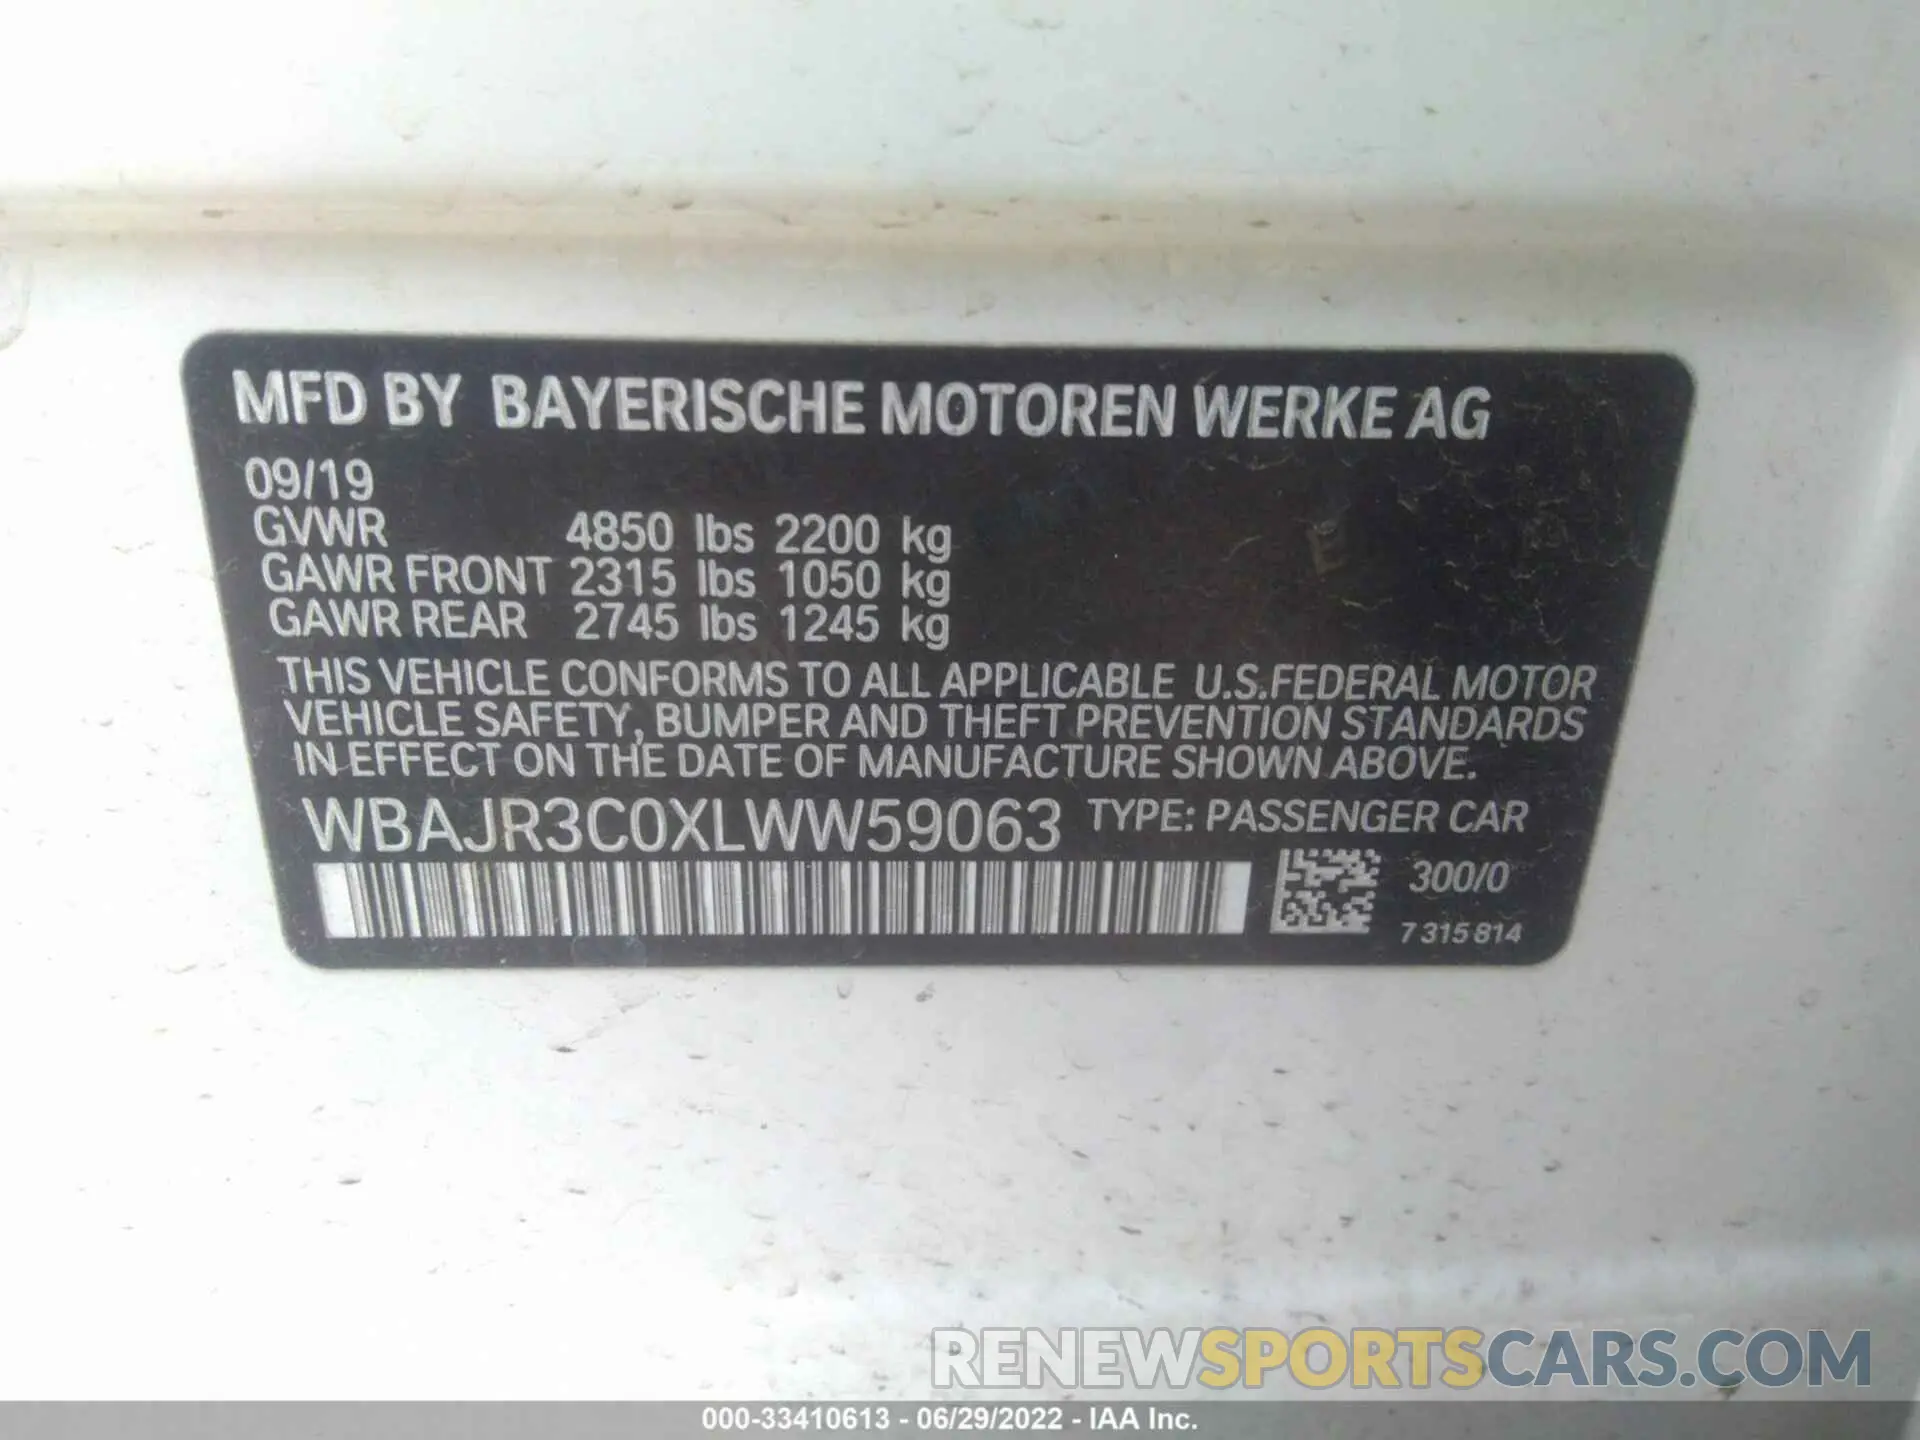 MFD BY BAYERISCHE MOTOREN WERKE AG
09/19
GVWR 4850 lbs 2200 kg
GAWR FRONT 2315 lbs 1050 kg
GAWR REAR 2745 lbs 1245 kg
THIS VEHICLE CONFORMS TO ALL APPLICABLE U.S.FEDERAL MOTOR
VEHICLE SAFETY, BUMPER AND THEFT PREVENTION STANDARDS
IN EFFECT ON THE DATE OF MANUFACTURE SHOWN ABOVE.
WBAJR3C0XLWW59063 TYPE: PASSENGER CAR
300/0
7 315 814
RENEWSPORTSCARS.COM
000-33410613 - 06/29/2022 - IAA Inc.